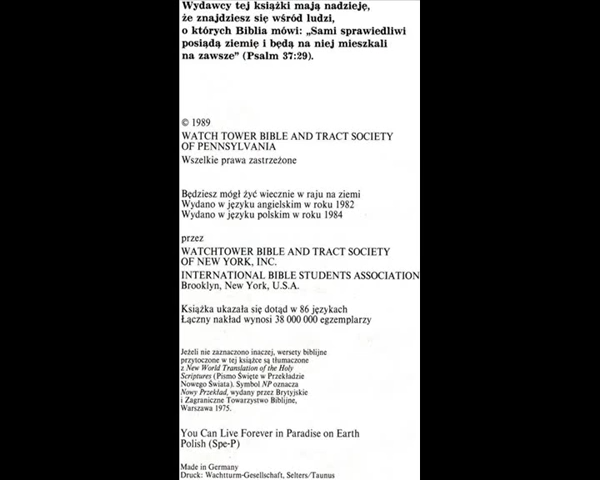 Wydawcy tej książki mają nadzieję,
że znajdziesz się wśród ludzi,
o których Biblia mówi: „Sami sprawiedliwi
posiądą ziemię i będą na niej mieszkali
na zawsze” (Psalm 37:29).
© 1989
WATCH TOWER BIBLE AND TRACT SOCIETY
OF PENNSYLVANIA
Wszelkie prawa zastrzeżone
Będziesz mógł żyć wiecznie w raju na ziemi
Wydano w języku angielskim w roku 1982
Wydano w języku polskim w roku 1984
przez
WATCHTOWER BIBLE AND TRACT SOCIETY
OF NEW YORK, INC.
INTERNATIONAL BIBLE STUDENTS ASSOCIATION
Brooklyn, New York, U.S.A.
Książka ukazała się dotąd w 86 językach
Łączny nakład wynosi 38 000 000 egzemplarzy
Jeżeli nie zaznaczono inaczej, wersety biblijne
przytoczone w tej książce są tłumaczone
z New World Translation of the Holy
Scriptures (Pismo Święte w Przekładzie
Nowego Świata). Symbol NP oznacza
Nowy Przekład, wydany przez Brytyjskie
i Zagraniczne Towarzystwo Biblijne,
Warszawa 1975.
You Can Live Forever in Paradise on Earth
Polish (Spe-P)
Made in Germany
Druck: Wachtturm-Gesellschaft, Selters/Taunus